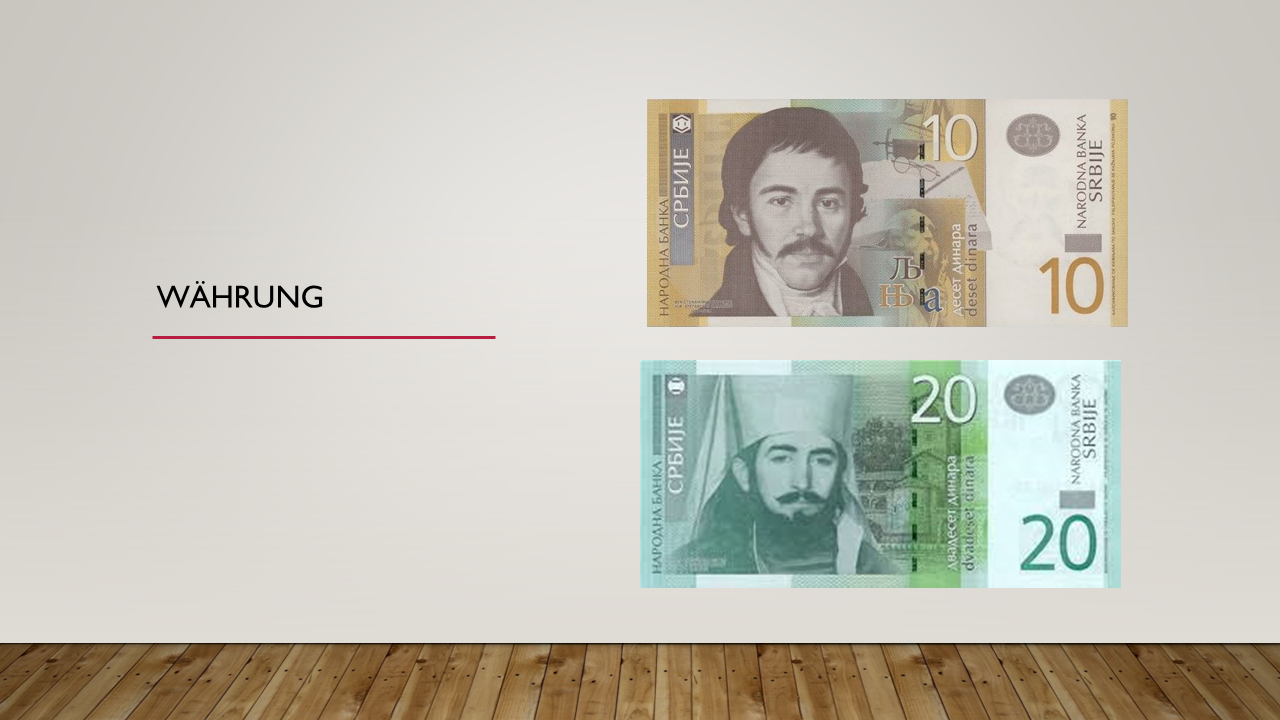 WÄHRUNG
НАРОДНА БАНКА
СРБИЈЕ
10
Љ
Њ а
десет динара
deset dinara
NARODNA BANKA
SRBIJE
10
НАРОДНА БАНКА
СРБИЈЕ
20
двадесет динара
dvadeset dinara
NARODNA BANKA
SRBIJE
20